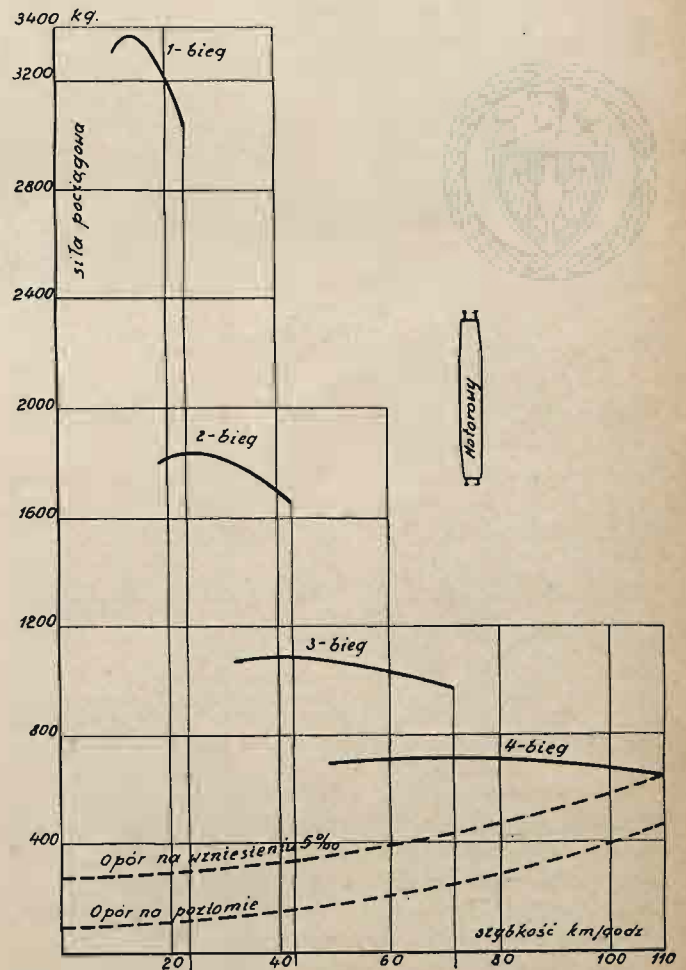 3400 kg.
1-bieg
3200
siła pociągowa
2800
2400
2000
2-bieg
Motorowy
1600
1200
3-bieg
800
4-bieg
400
Opór na wzniesieniu 5‰
Opór na poziomie
szybkość km/godz
20 40 60 80 100 110